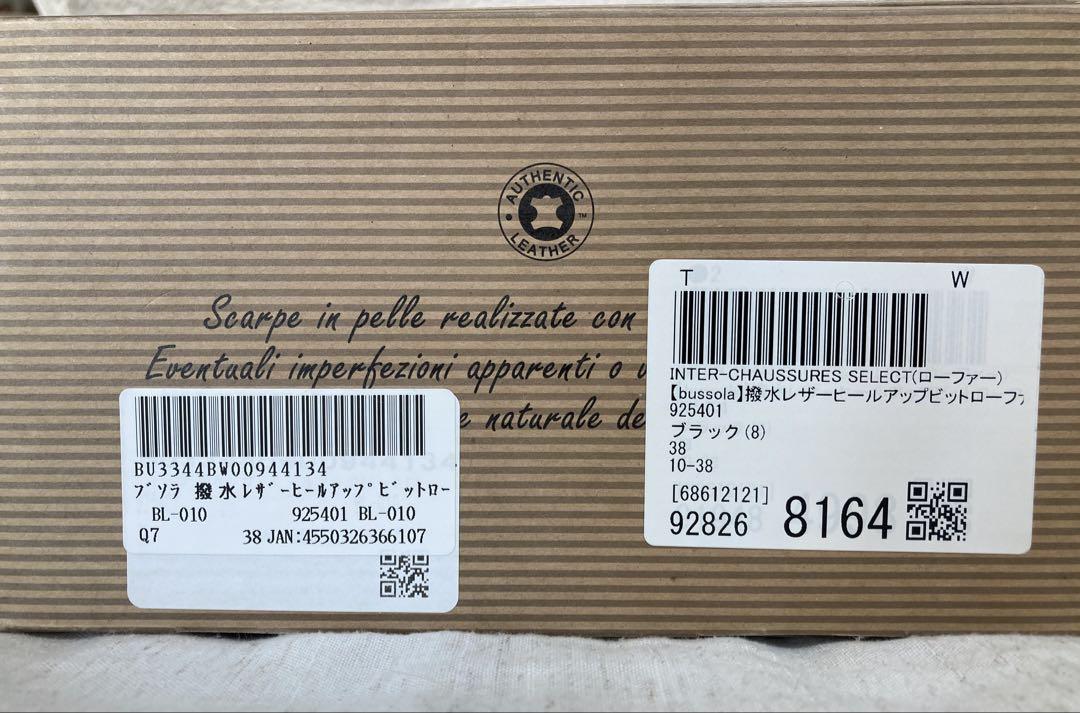 AUTHENTIC
LEATHER
TM
Scarpe in pelle realizzate con
Eventuali imperfezioni apparenti o
e naturale de
T W
INTER-CHAUSSURES SELECT(ローファー)
【bussola】撥水レザーヒールアップビットローファ
925401
ブラック(8)
38
10-38
[68612121]
92826 8164
BU3344BW00944134
ﾌﾞｿﾗ 撥水ﾚｻﾞｰﾋｰﾙｱｯﾌﾟﾋﾞｯﾄﾛｰ
BL-010 925401 BL-010
Q7 38 JAN:4550326366107